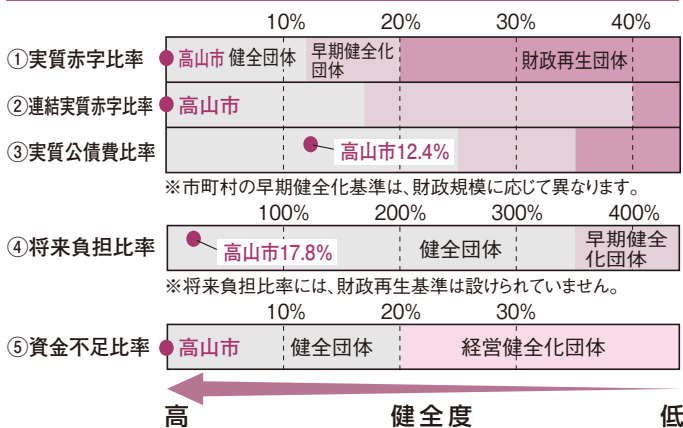 10% 20% 30% 40%
①実質赤字比率 高山市 健全団体 早期健全化
団体 財政再生団体
②連結実質赤字比率 高山市
③実質公債費比率 高山市12.4%
※市町村の早期健全化基準は、財政規模に応じて異なります。
100% 200% 300% 400%
④将来負担比率 高山市17.8% 健全団体 早期健全
化団体
※将来負担比率には、財政再生基準は設けられていません。
10% 20% 30%
⑤資金不足比率 高山市 健全団体 経営健全化団体
高 健全度 低